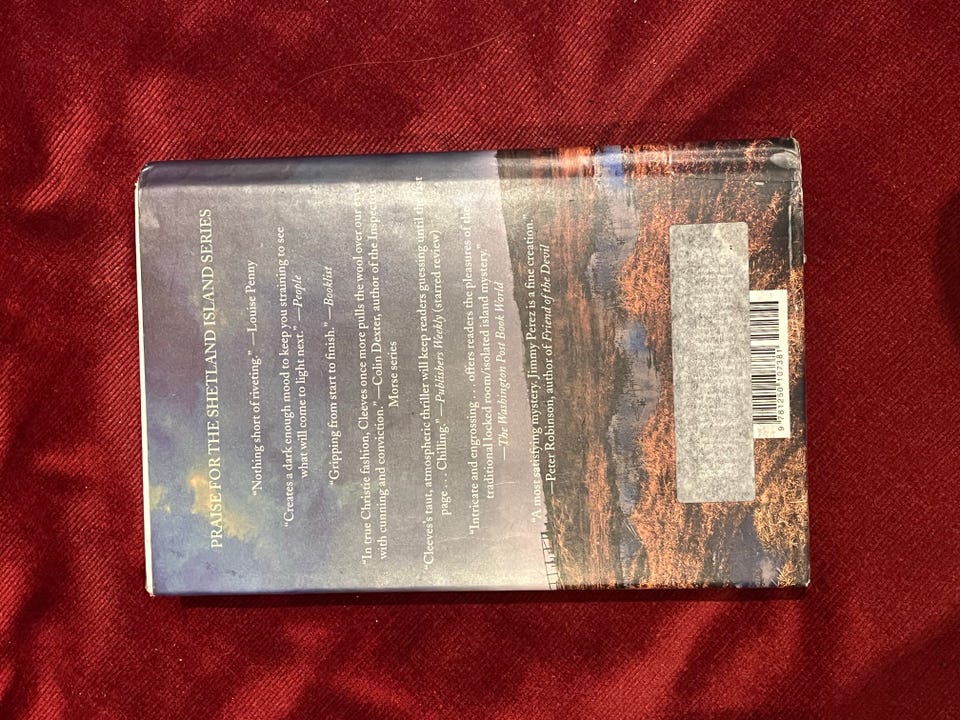 PRAISE FOR THE SHETLAND ISLAND SERIES
“Nothing short of riveting.” —Louise Penny
“Creates a dark enough mood to keep you straining to see
what will come to light next.” —People
“Gripping from start to finish.” —Booklist
“In true Christie fashion, Cleeves once more pulls the wool over our
with cunning and conviction.” —Colin Dexter, author of the Inspector
Morse series
“Cleeves’s taut, atmospheric thriller will keep readers guessing until
page . . . Chilling.” —Publishers Weekly (starred review)
“Intricate and engrossing . . . offers readers the pleasures of the
traditional locked room/isolated island mystery.”
—The Washington Post Book World
“A most satisfying mystery. Jimmy Perez is a fine creation.”
—Peter Robinson, author of Friend of the Devil
9 781250 107381